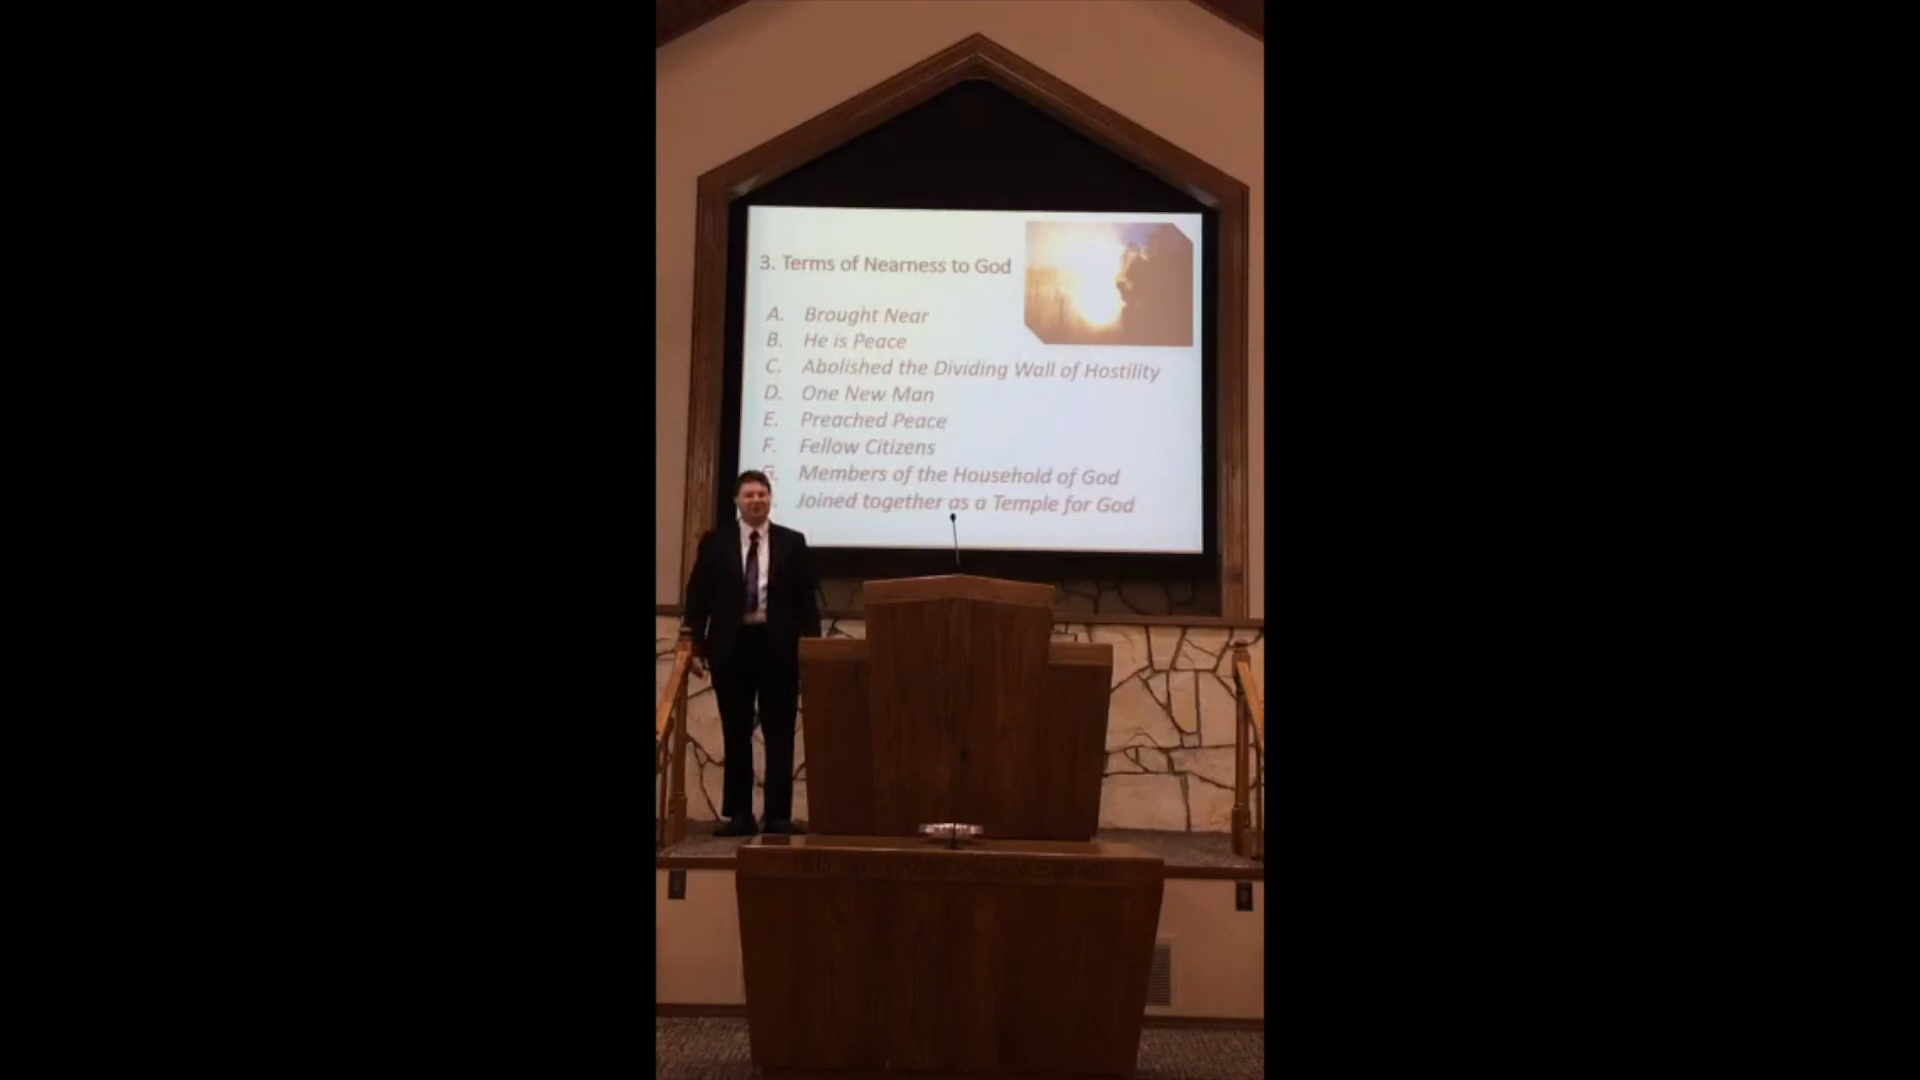 3. Terms of Nearness to God
A. Brought Near
B. He is Peace
C. Abolished the Dividing Wall of Hostility
D. One New Man
E. Preached Peace
F. Fellow Citizens
G. Members of the Household of God
Joined together as a Temple for God